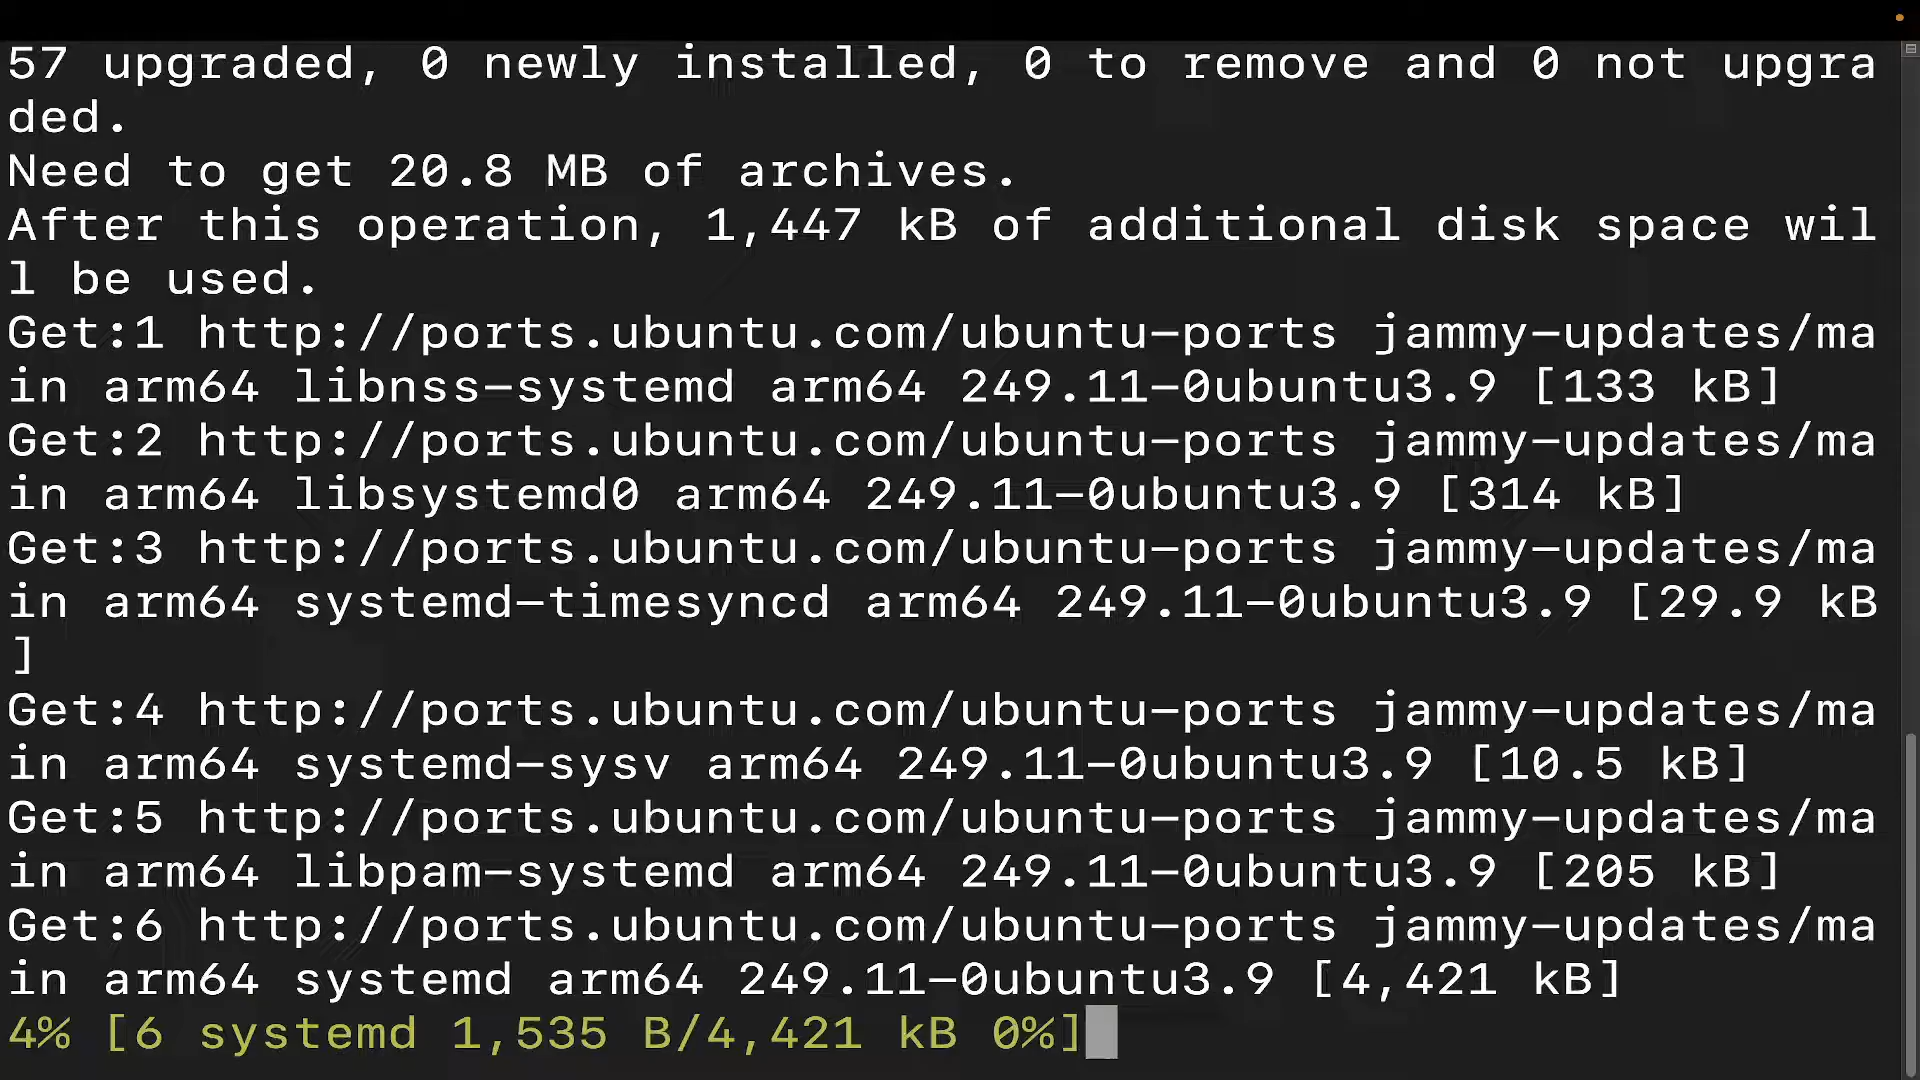 57 upgraded, 0 newly installed, 0 to remove and 0 not upgra
ded.
Need to get 20.8 MB of archives.
After this operation, 1,447 kB of additional disk space wil
l be used.
Get:1 http://ports.ubuntu.com/ubuntu-ports jammy-updates/ma
in arm64 libnss-systemd arm64 249.11-0ubuntu3.9 [133 kB]
Get:2 http://ports.ubuntu.com/ubuntu-ports jammy-updates/ma
in arm64 libsystemd0 arm64 249.11-0ubuntu3.9 [314 kB]
Get:3 http://ports.ubuntu.com/ubuntu-ports jammy-updates/ma
in arm64 systemd-timesyncd arm64 249.11-0ubuntu3.9 [29.9 kB
]
Get:4 http://ports.ubuntu.com/ubuntu-ports jammy-updates/ma
in arm64 systemd-sysv arm64 249.11-0ubuntu3.9 [10.5 kB]
Get:5 http://ports.ubuntu.com/ubuntu-ports jammy-updates/ma
in arm64 libpam-systemd arm64 249.11-0ubuntu3.9 [205 kB]
Get:6 http://ports.ubuntu.com/ubuntu-ports jammy-updates/ma
in arm64 systemd arm64 249.11-0ubuntu3.9 [4,421 kB]
4% [6 systemd 1,535 B/4,421 kB 0%]